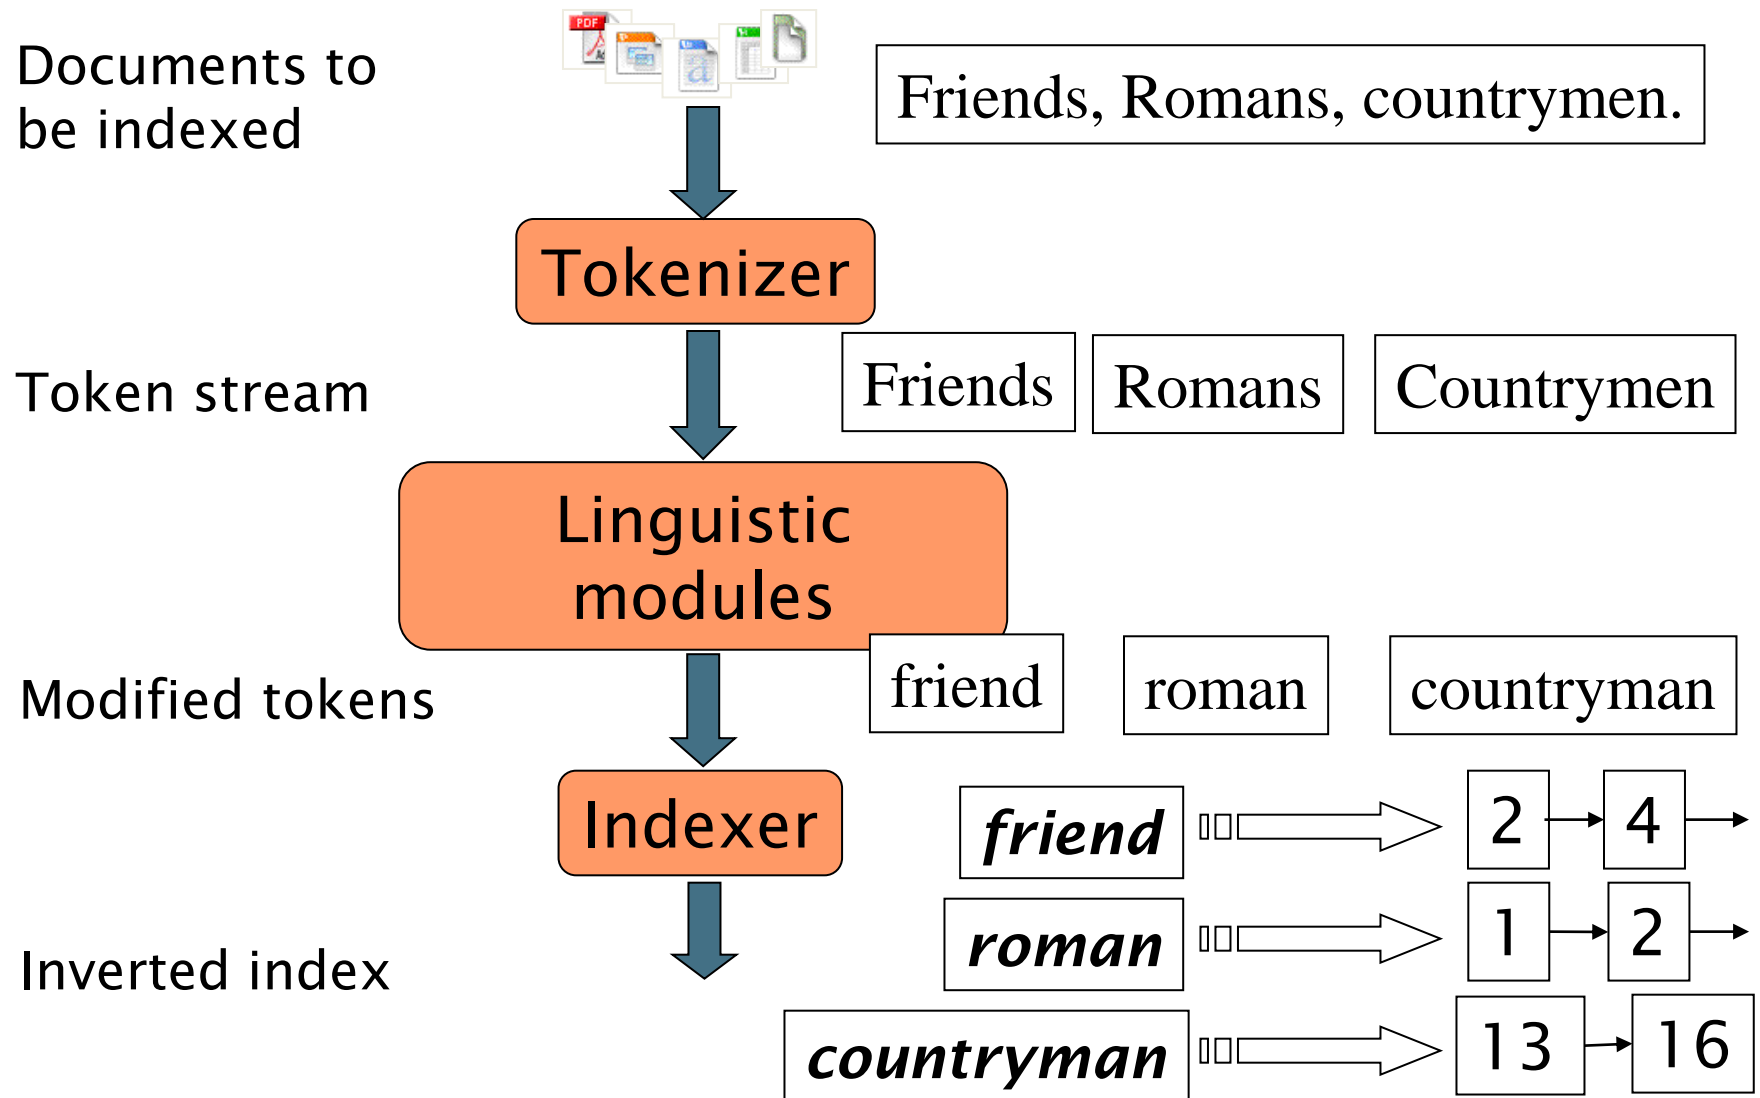 PDF
Documents to
be indexed
Friends, Romans, countrymen.
Tokenizer
Token stream
Friends Romans Countrymen
Linguistic
modules
Modified tokens
friend roman countryman
Indexer
friend 2 4
roman 1 2
Inverted index
countryman 13 16